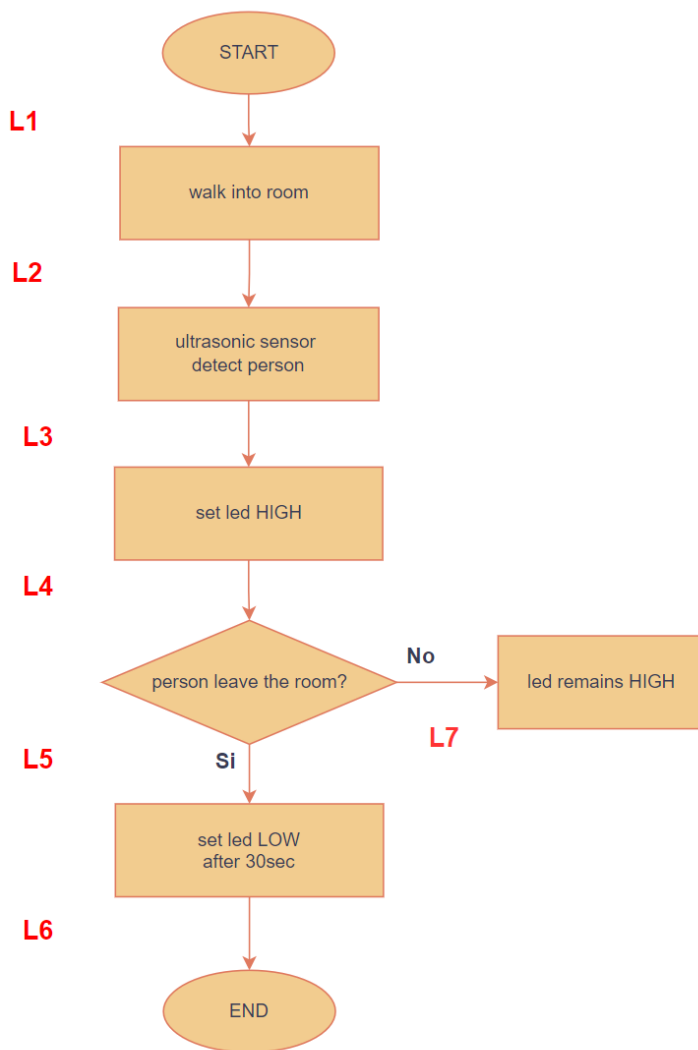 START
L1
walk into room
L2
ultrasonic sensor
detect person
L3
set led HIGH
L4
person leave the room?
No
led remains HIGH
L7
L5
Si
set led LOW
after 30sec
L6
END